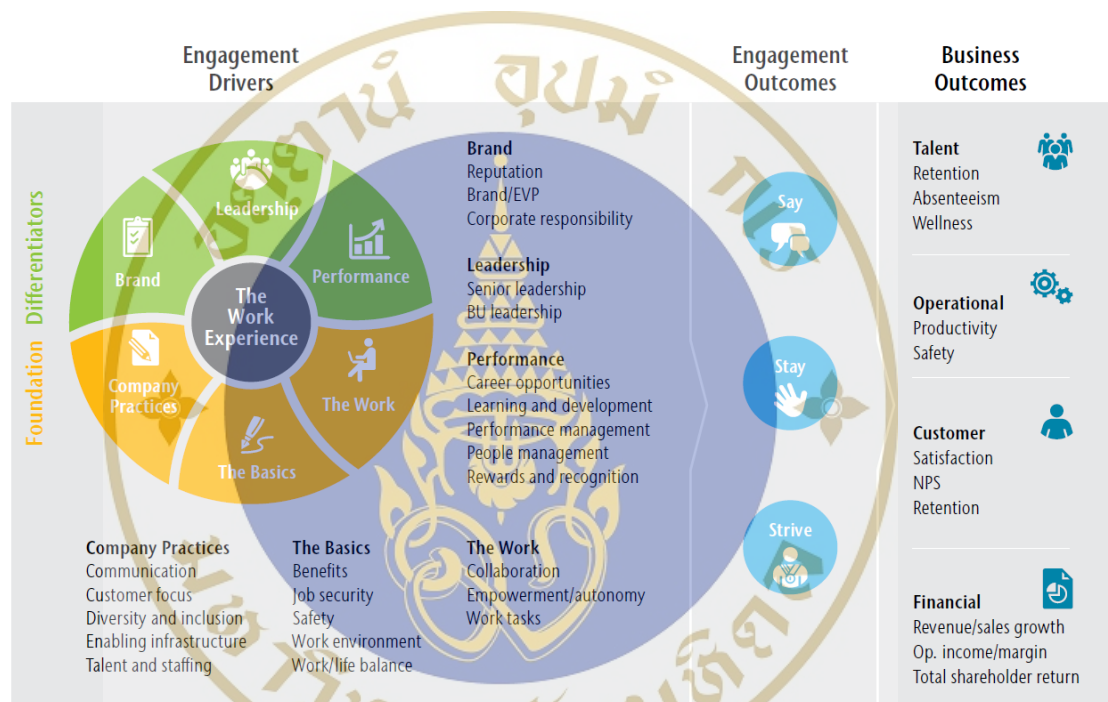 Engagement
Drivers
Engagement
Outcomes
Business
Outcomes
Differentiators
Foundation
Leadership
Brand
Performance
The
Work
Experience
Company
Practices
The Work
The Basics
Brand
Reputation
Brand/EVP
Corporate responsibility
Leadership
Senior leadership
BU leadership
Performance
Career opportunities
Learning and development
Performance management
People management
Rewards and recognition
Company Practices
Communication
Customer focus
Diversity and inclusion
Enabling infrastructure
Talent and staffing
The Basics
Benefits
Job security
Safety
Work environment
Work/life balance
The Work
Collaboration
Empowerment/autonomy
Work tasks
Say
Stay
Strive
Talent
Retention
Absenteeism
Wellness
Operational
Productivity
Safety
Customer
Satisfaction
NPS
Retention
Financial
Revenue/sales growth
Op. income/margin
Total shareholder return